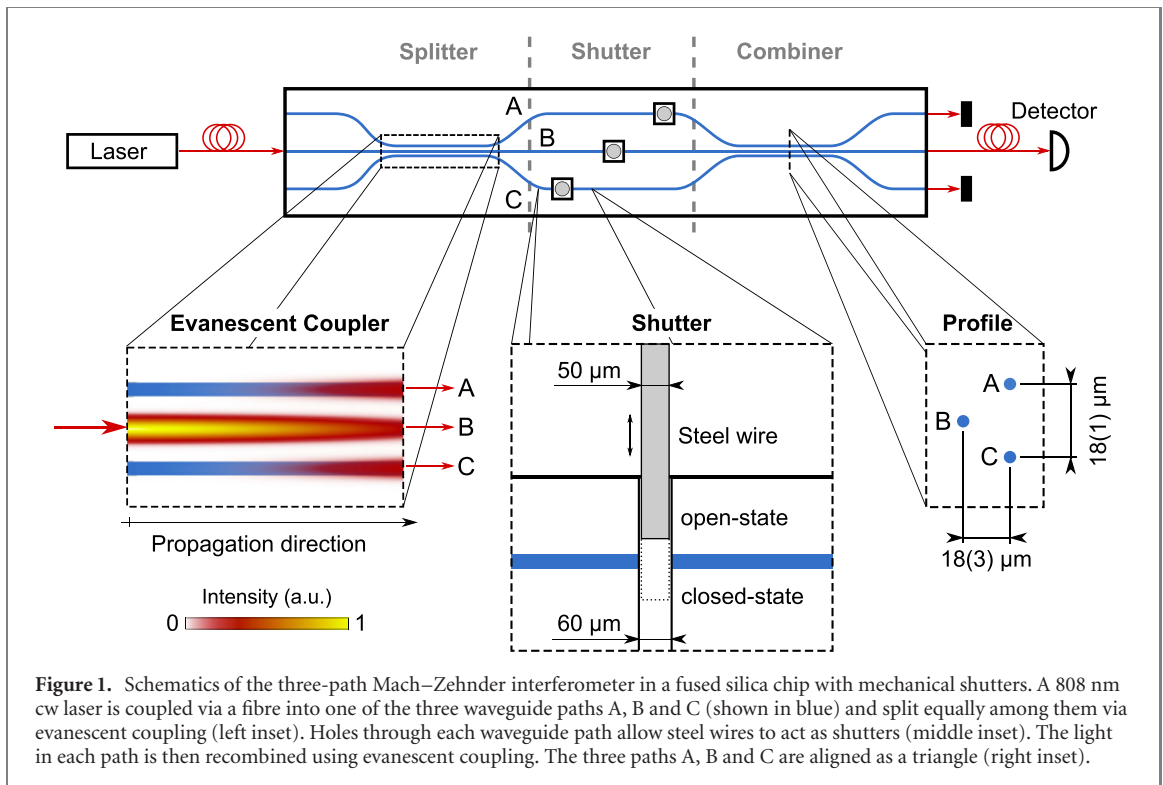 Splitter
Shutter
Combiner
Laser
A
B
C
Detector
Evanescent Coupler
A
B
C
Propagation direction
Intensity (a.u.)
0
1
Shutter
50 μm
Steel wire
open-state
closed-state
60 μm
Profile
A
B
C
18(1) μm
18(3) μm
Figure 1. Schematics of the three-path Mach–Zehnder interferometer in a fused silica chip with mechanical shutters. A 808 nm
cw laser is coupled via a fibre into one of the three waveguide paths A, B and C (shown in blue) and split equally among them via
evanescent coupling (left inset). Holes through each waveguide path allow steel wires to act as shutters (middle inset). The light
in each path is then recombined using evanescent coupling. The three paths A, B and C are aligned as a triangle (right inset).